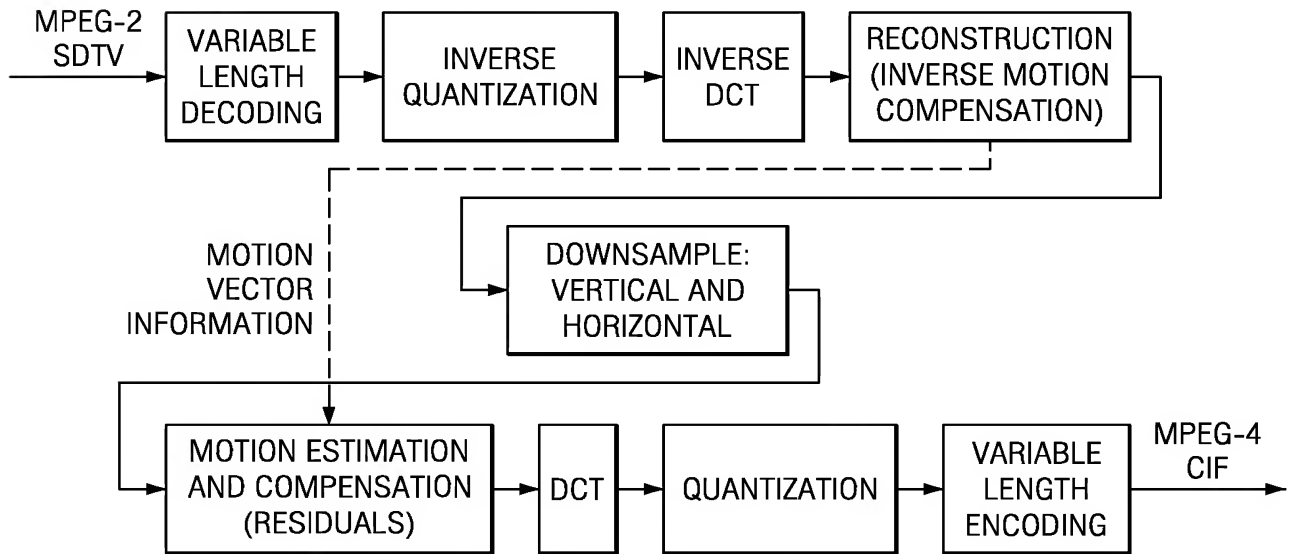 MPEG-2
SDTV
VARIABLE
LENGTH
DECODING
INVERSE
QUANTIZATION
INVERSE
DCT
RECONSTRUCTION
(INVERSE MOTION
COMPENSATION)
MOTION
VECTOR
INFORMATION
DOWNSAMPLE:
VERTICAL AND
HORIZONTAL
MOTION ESTIMATION
AND COMPENSATION
(RESIDUALS)
DCT
QUANTIZATION
VARIABLE
LENGTH
ENCODING
MPEG-4
CIF